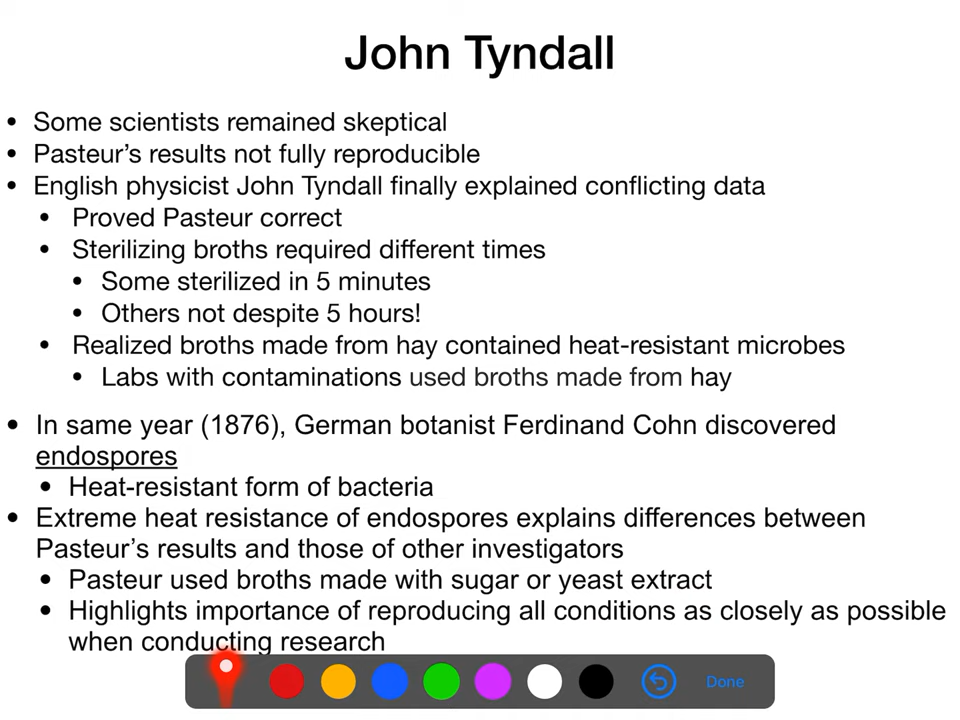 John Tyndall
• Some scientists remained skeptical
• Pasteur’s results not fully reproducible
• English physicist John Tyndall finally explained conflicting data
• Proved Pasteur correct
• Sterilizing broths required different times
• Some sterilized in 5 minutes
• Others not despite 5 hours!
• Realized broths made from hay contained heat-resistant microbes
• Labs with contaminations used broths made from hay
• In same year (1876), German botanist Ferdinand Cohn discovered
endospores
• Heat-resistant form of bacteria
• Extreme heat resistance of endospores explains differences between
Pasteur’s results and those of other investigators
• Pasteur used broths made with sugar or yeast extract
• Highlights importance of reproducing all conditions as closely as possible
when conducting research
Done